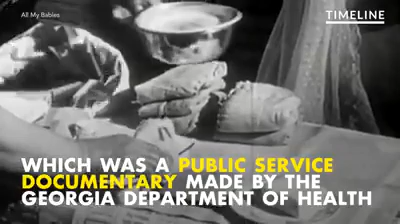 All My Babies
TIMELINE
WHICH WAS A PUBLIC SERVICE
DOCUMENTARY MADE BY THE
GEORGIA DEPARTMENT OF HEALTH